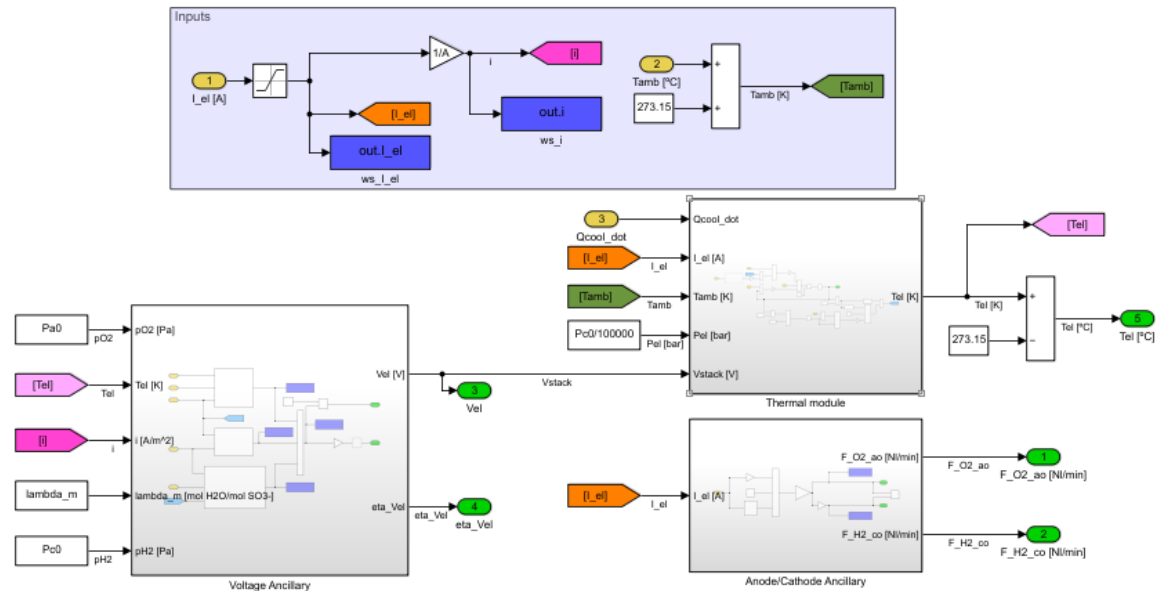 Inputs
1
I_el [A]
1/A
i
[i]
[I_el]
out.I_el
ws_I_el
out.i
ws_i
2
Tamb [ºC]
273.15
+
+
Tamb [K]
[Tamb]
3
Qcool_dot
[I_el]
I_el
[Tamb]
Tamb
Pc0/100000
Pel [bar]
Vstack
Qcool_dot
I_el [A]
Tamb [K]
Pel [bar]
Vstack [V]
Tel [K]
Thermal module
[Tel]
Tel [K]
273.15
+
−
Tel [ºC]
5
Tel [ºC]
Pa0
pO2
[Tel]
Tel
[i]
i
lambda_m
Pc0
pH2
pO2 [Pa]
Tel [K]
i [A/m^2]
lambda_m [mol H2O/mol SO3-]
pH2 [Pa]
Vel [V]
eta_Vel
Voltage Ancillary
3
Vel
eta_Vel
4
eta_Vel
[I_el]
I_el
I_el [A]
F_O2_ao [Nl/min]
F_H2_co [Nl/min]
Anode/Cathode Ancillary
F_O2_ao
1
F_O2_ao [Nl/min]
F_H2_co
2
F_H2_co [Nl/min]